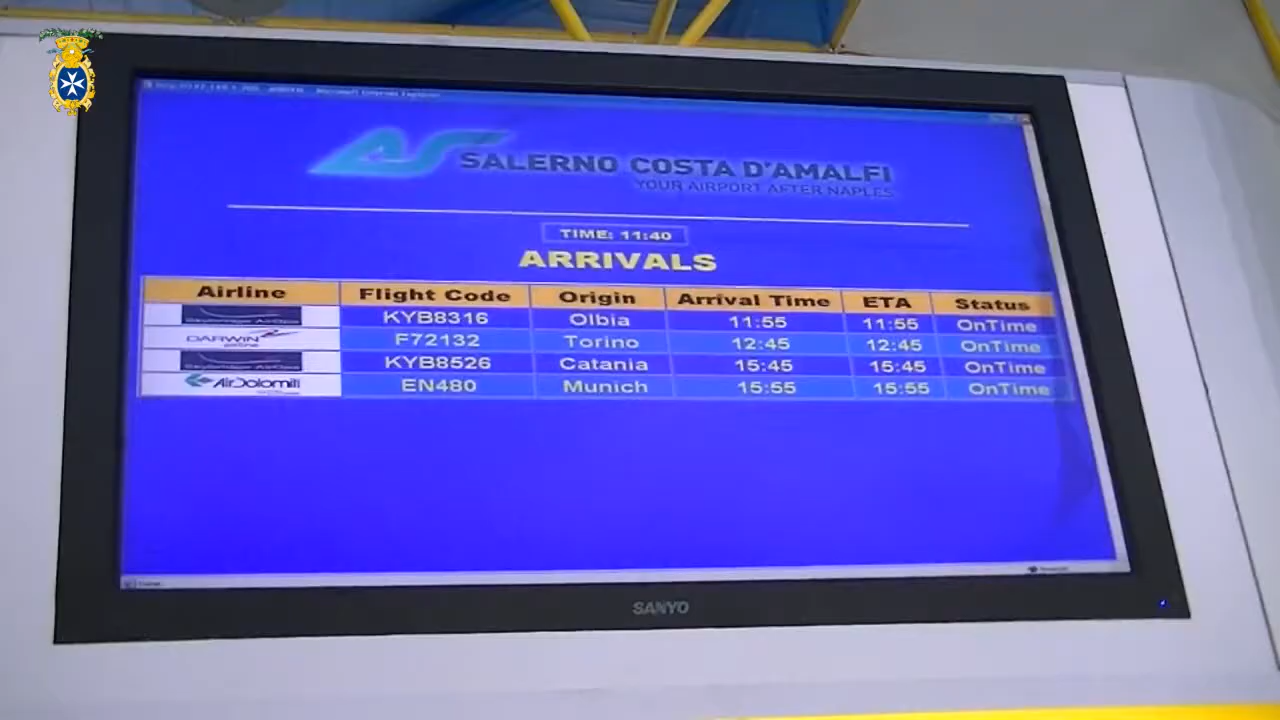 SALERNO COSTA D'AMALFI
YOUR AIRPORT AFTER NAPLES
TIME: 11:40
ARRIVALS
Airline Flight Code Origin Arrival Time ETA Status
KYB8316 Olbia 11:55 11:55 OnTime
DARWIN F72132 Torino 12:45 12:45 OnTime
KYB8526 Catania 15:45 15:45 OnTime
AirDolomiti EN480 Munich 15:55 15:55 OnTime
SANYO